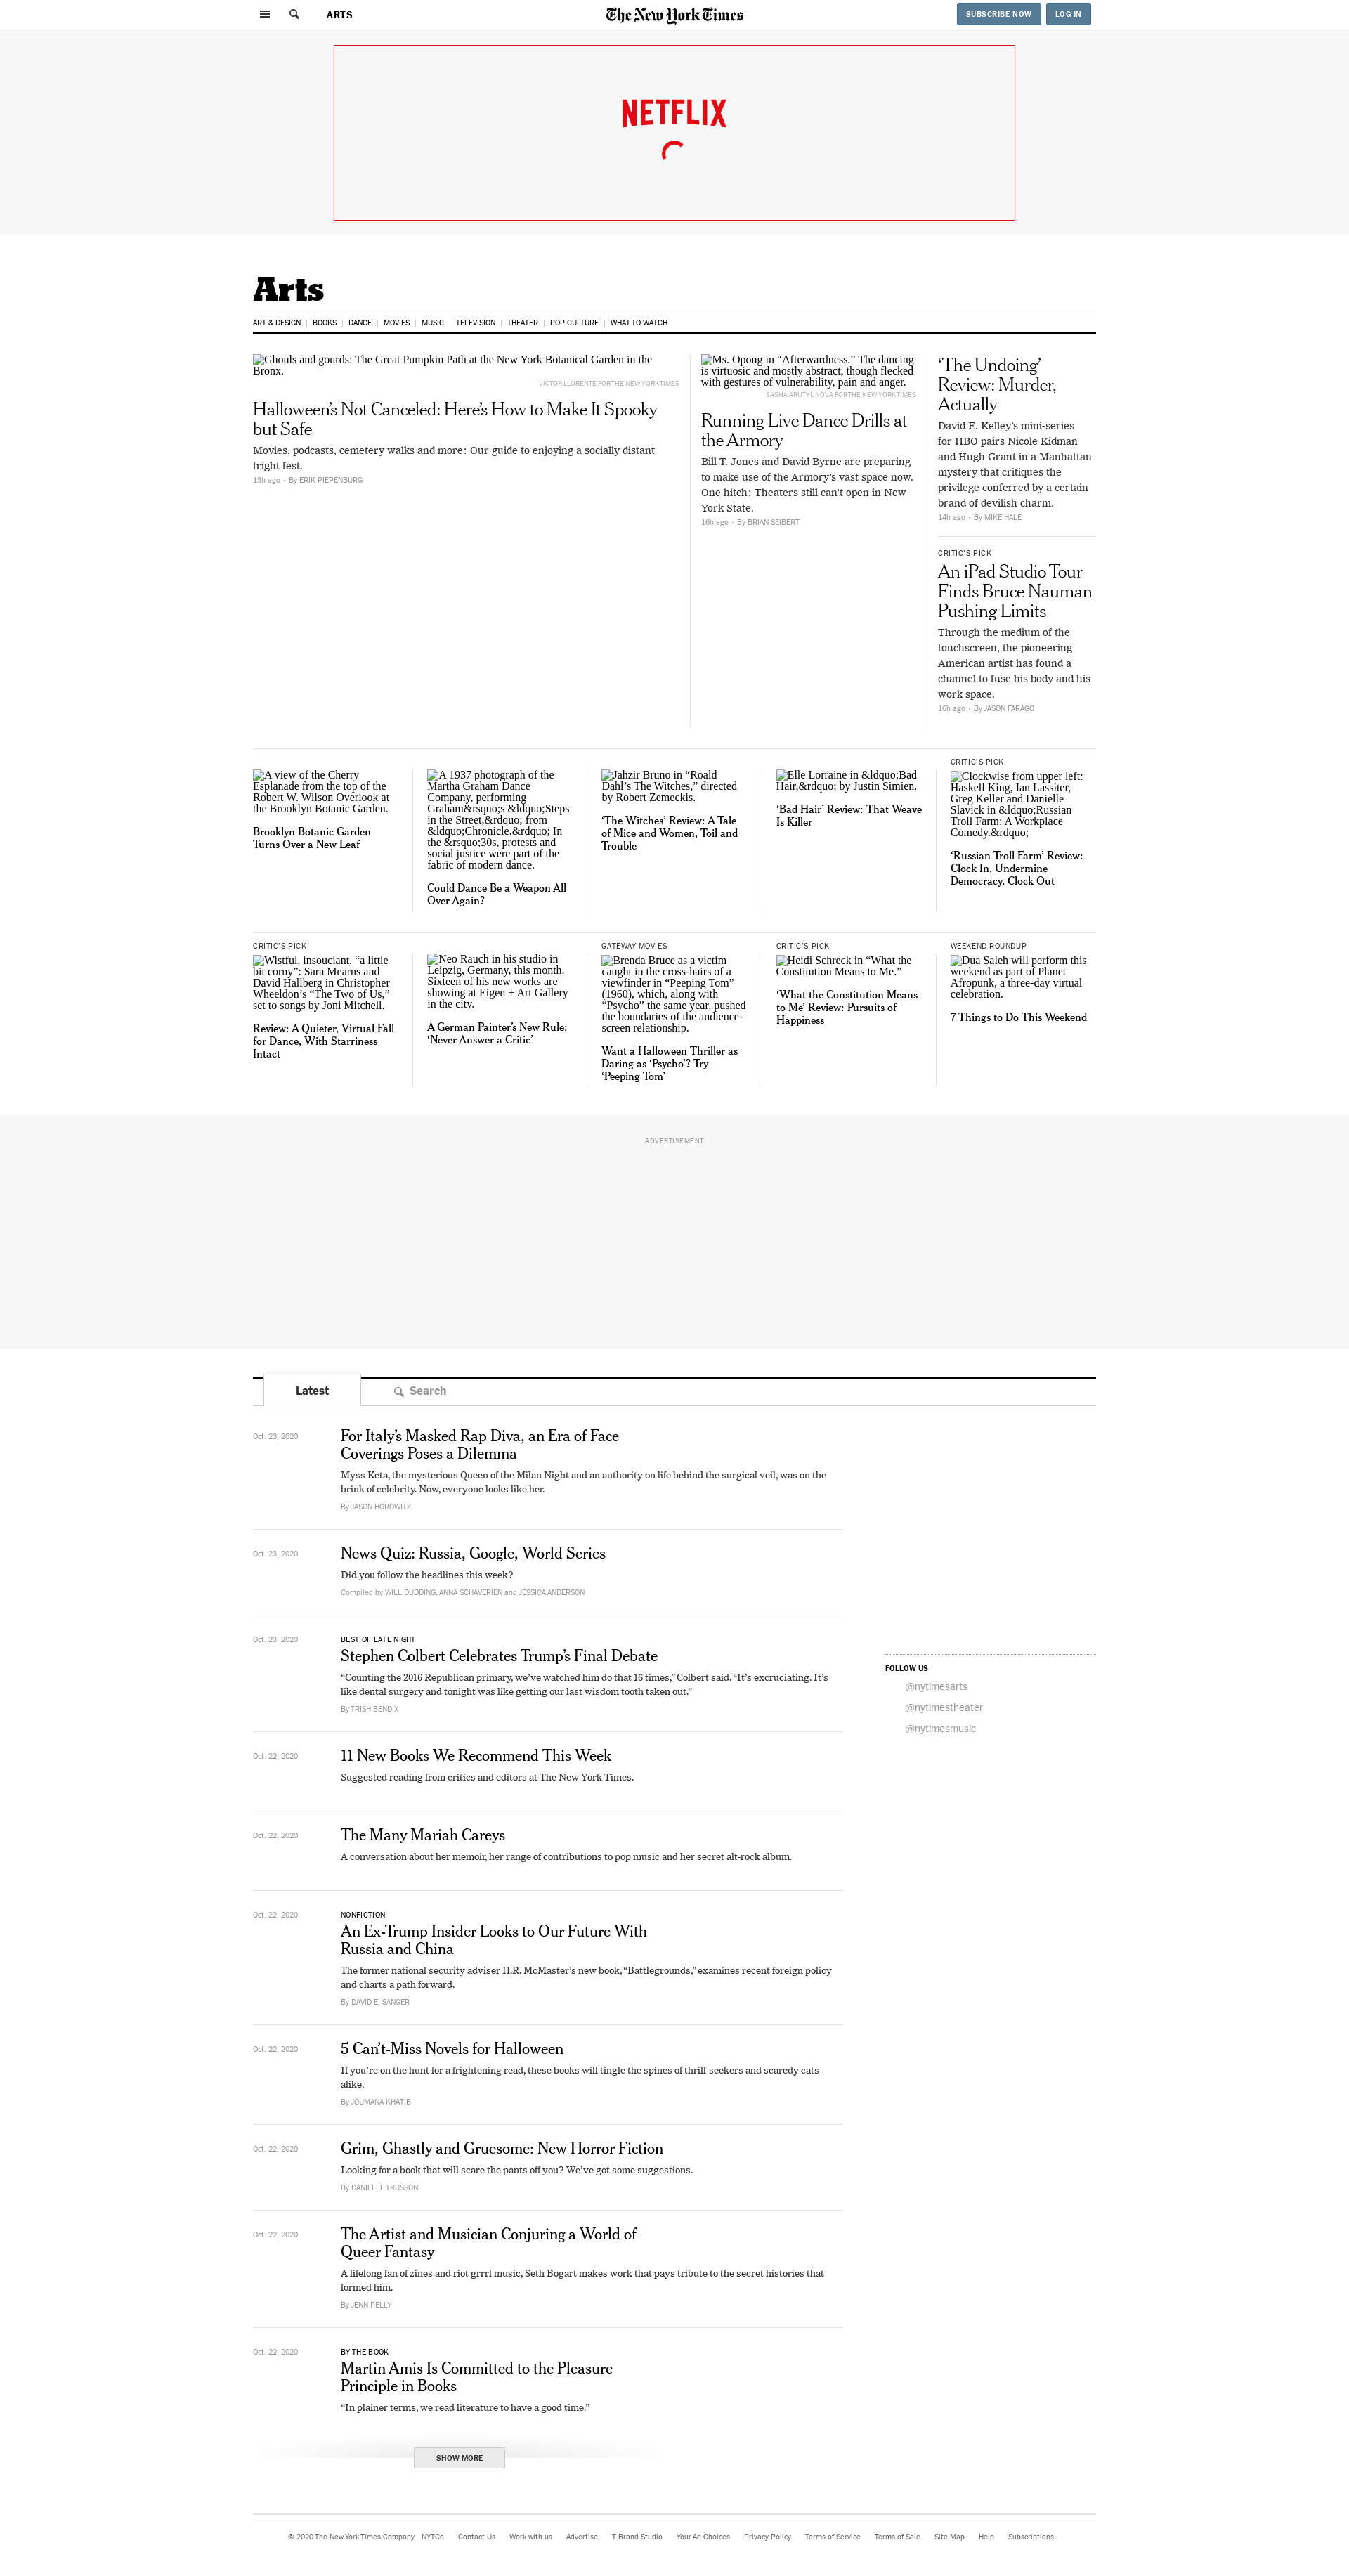 ARTS
The New York Times
SUBSCRIBE NOW
LOG IN
NETFLIX
Arts
ART & DESIGN
BOOKS
DANCE
MOVIES
MUSIC
TELEVISION
THEATER
POP CULTURE
WHAT TO WATCH
Ghouls and gourds: The Great Pumpkin Path at the New York Botanical Garden in the
Bronx.
VICTOR LLORENTE FOR THE NEW YORK TIMES
Halloween’s Not Canceled: Here’s How to Make It Spooky
but Safe
Movies, podcasts, cemetery walks and more: Our guide to enjoying a socially distant
fright fest.
13h ago • By ERIK PIEPENBURG
Ms. Opong in “Afterwardness.” The dancing
is virtuosic and mostly abstract, though flecked
with gestures of vulnerability, pain and anger.
SASHA ARUTYUNOVA FOR THE NEW YORK TIMES
Running Live Dance Drills at
the Armory
Bill T. Jones and David Byrne are preparing
to make use of the Armory’s vast space now.
One hitch: Theaters still can’t open in New
York State.
16h ago • By BRIAN SEIBERT
‘The Undoing’
Review: Murder,
Actually
David E. Kelley’s mini-series
for HBO pairs Nicole Kidman
and Hugh Grant in a Manhattan
mystery that critiques the
privilege conferred by a certain
brand of devilish charm.
14h ago • By MIKE HALE
CRITIC’S PICK
An iPad Studio Tour
Finds Bruce Nauman
Pushing Limits
Through the medium of the
touchscreen, the pioneering
American artist has found a
channel to fuse his body and his
work space.
16h ago • By JASON FARAGO
A view of the Cherry
Esplanade from the top of the
Robert W. Wilson Overlook at
the Brooklyn Botanic Garden.
Brooklyn Botanic Garden
Turns Over a New Leaf
A 1937 photograph of the
Martha Graham Dance
Company, performing
Graham&rsquo;s &ldquo;Steps
in the Street,&rdquo; from
&ldquo;Chronicle.&rdquo; In
the &rsquo;30s, protests and
social justice were part of the
fabric of modern dance.
Could Dance Be a Weapon All
Over Again?
Jahzir Bruno in “Roald
Dahl’s The Witches,” directed
by Robert Zemeckis.
‘The Witches’ Review: A Tale
of Mice and Women, Toil and
Trouble
Elle Lorraine in &ldquo;Bad
Hair,&rdquo; by Justin Simien.
‘Bad Hair’ Review: That Weave
Is Killer
CRITIC’S PICK
Clockwise from upper left:
Haskell King, Ian Lassiter,
Greg Keller and Danielle
Slavick in &ldquo;Russian
Troll Farm: A Workplace
Comedy.&rdquo;
‘Russian Troll Farm’ Review:
Clock In, Undermine
Democracy, Clock Out
CRITIC’S PICK
Wistful, insouciant, “a little
bit corny”: Sara Mearns and
David Hallberg in Christopher
Wheeldon’s “The Two of Us,”
set to songs by Joni Mitchell.
Review: A Quieter, Virtual Fall
for Dance, With Starriness
Intact
Neo Rauch in his studio in
Leipzig, Germany, this month.
Sixteen of his new works are
showing at Eigen + Art Gallery
in the city.
A German Painter’s New Rule:
‘Never Answer a Critic’
GATEWAY MOVIES
Brenda Bruce as a victim
caught in the cross-hairs of a
viewfinder in “Peeping Tom”
(1960), which, along with
“Psycho” the same year, pushed
the boundaries of the audience-
screen relationship.
Want a Halloween Thriller as
Daring as ‘Psycho’? Try
‘Peeping Tom’
CRITIC’S PICK
Heidi Schreck in “What the
Constitution Means to Me.”
‘What the Constitution Means
to Me’ Review: Pursuits of
Happiness
WEEKEND ROUNDUP
Dua Saleh will perform this
weekend as part of Planet
Afropunk, a three-day virtual
celebration.
7 Things to Do This Weekend
ADVERTISEMENT
Latest
Search
Oct. 23, 2020
For Italy’s Masked Rap Diva, an Era of Face
Coverings Poses a Dilemma
Myss Keta, the mysterious Queen of the Milan Night and an authority on life behind the surgical veil, was on the
brink of celebrity. Now, everyone looks like her.
By JASON HOROWITZ
Oct. 23, 2020
News Quiz: Russia, Google, World Series
Did you follow the headlines this week?
Compiled by WILL DUDDING, ANNA SCHAVERIEN and JESSICA ANDERSON
Oct. 23, 2020
BEST OF LATE NIGHT
Stephen Colbert Celebrates Trump’s Final Debate
“Counting the 2016 Republican primary, we’ve watched him do that 16 times,” Colbert said. “It’s excruciating. It’s
like dental surgery and tonight was like getting our last wisdom tooth taken out.”
By TRISH BENDIX
FOLLOW US
@nytimesarts
@nytimestheater
@nytimesmusic
Oct. 22, 2020
11 New Books We Recommend This Week
Suggested reading from critics and editors at The New York Times.
Oct. 22, 2020
The Many Mariah Careys
A conversation about her memoir, her range of contributions to pop music and her secret alt-rock album.
Oct. 22, 2020
NONFICTION
An Ex-Trump Insider Looks to Our Future With
Russia and China
The former national security adviser H.R. McMaster’s new book, “Battlegrounds,” examines recent foreign policy
and charts a path forward.
By DAVID E. SANGER
Oct. 22, 2020
5 Can’t-Miss Novels for Halloween
If you’re on the hunt for a frightening read, these books will tingle the spines of thrill-seekers and scaredy cats
alike.
By JOUMANA KHATIB
Oct. 22, 2020
Grim, Ghastly and Gruesome: New Horror Fiction
Looking for a book that will scare the pants off you? We’ve got some suggestions.
By DANIELLE TRUSSONI
Oct. 22, 2020
The Artist and Musician Conjuring a World of
Queer Fantasy
A lifelong fan of zines and riot grrrl music, Seth Bogart makes work that pays tribute to the secret histories that
formed him.
By JENN PELLY
Oct. 22, 2020
BY THE BOOK
Martin Amis Is Committed to the Pleasure
Principle in Books
“In plainer terms, we read literature to have a good time.”
SHOW MORE
© 2020 The New York Times Company NYTCo Contact Us Work with us Advertise T Brand Studio Your Ad Choices Privacy Policy Terms of Service Terms of Sale Site Map Help Subscriptions